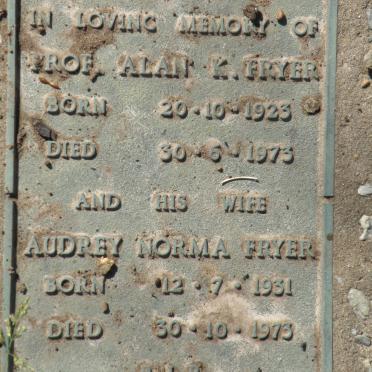 IN LOVING MEMORY OF
PROF. ALAN K. FRYER
BORN 20·10·1923
DIED 30·6·1973
AND HIS WIFE
AUDREY NORMA FRYER
BORN 12·7·1931
DIED 30·10·1973